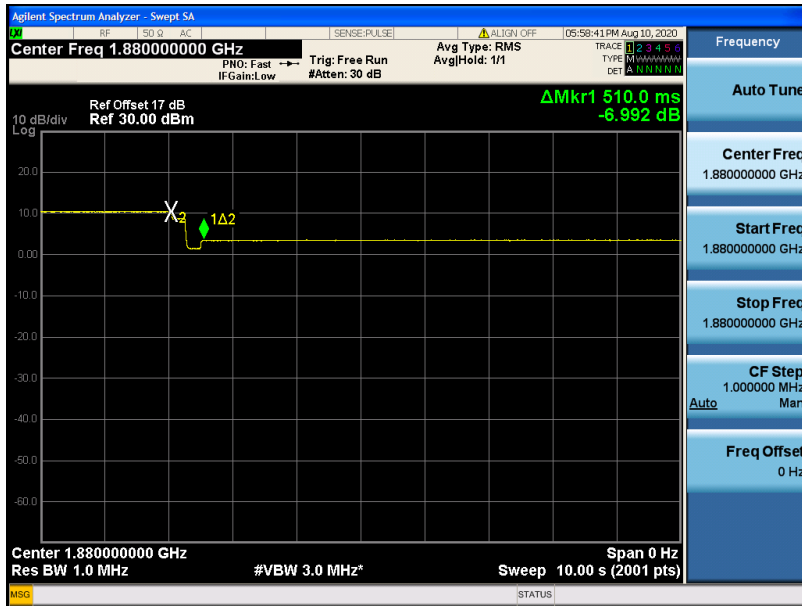 Agilent Spectrum Analyzer - Swept SA
LXI RF 50 Ω AC SENSE:PULSE ALIGN OFF 05:58:41 PM Aug 10, 2020
Center Freq 1.880000000 GHz
PNO: Fast
IFGain:Low
Trig: Free Run
#Atten: 30 dB
Avg Type: RMS
Avg|Hold: 1/1
TRACE 1 2 3 4 5 6
TYPE M
DET A N N N N N
ΔMkr1 510.0 ms
-6.992 dB
Ref Offset 17 dB
10 dB/div Ref 30.00 dBm
Log
20.0
10.0
0.00
-10.0
-20.0
-30.0
-40.0
-50.0
-60.0
X2
1Δ2
Center 1.880000000 GHz Span 0 Hz
Res BW 1.0 MHz #VBW 3.0 MHz* Sweep 10.00 s (2001 pts)
MSG STATUS
Frequency
Auto Tune
Center Freq
1.880000000 GHz
Start Freq
1.880000000 GHz
Stop Freq
1.880000000 GHz
CF Step
1.000000 MHz
Auto Man
Freq Offset
0 Hz